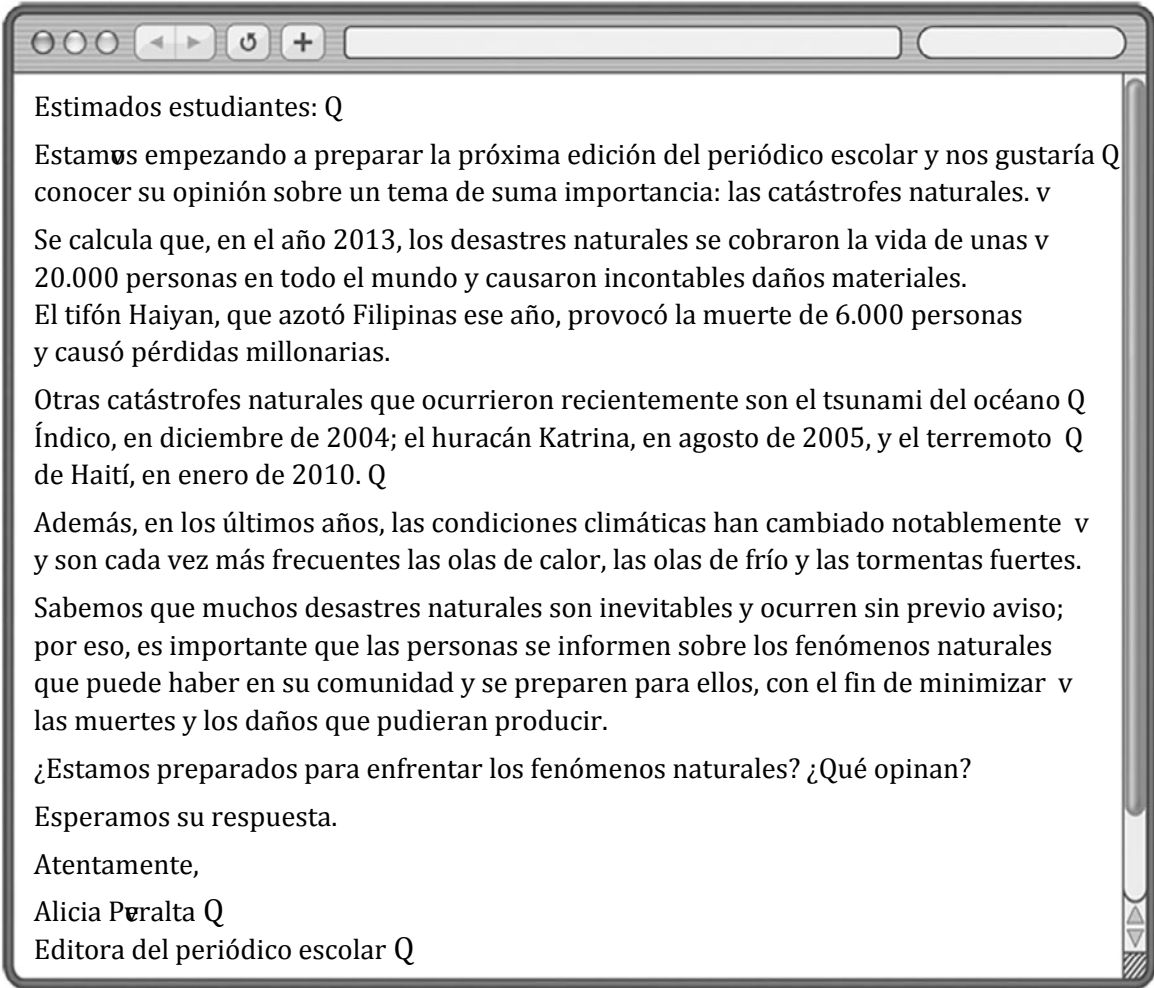 Estimados estudiantes: Q
Estamos empezando a preparar la próxima edición del periódico escolar y nos gustaría Q
conocer su opinión sobre un tema de suma importancia: las catástrofes naturales. v
Se calcula que, en el año 2013, los desastres naturales se cobraron la vida de unas v
20.000 personas en todo el mundo y causaron incontables daños materiales.
El tifón Haiyan, que azotó Filipinas ese año, provocó la muerte de 6.000 personas
y causó pérdidas millonarias.
Otras catástrofes naturales que ocurrieron recientemente son el tsunami del océano Q
Índico, en diciembre de 2004; el huracán Katrina, en agosto de 2005, y el terremoto Q
de Haití, en enero de 2010. Q
Además, en los últimos años, las condiciones climáticas han cambiado notablemente v
y son cada vez más frecuentes las olas de calor, las olas de frío y las tormentas fuertes.
Sabemos que muchos desastres naturales son inevitables y ocurren sin previo aviso;
por eso, es importante que las personas se informen sobre los fenómenos naturales
que puede haber en su comunidad y se preparen para ellos, con el fin de minimizar v
las muertes y los daños que pudieran producir.
¿Estamos preparados para enfrentar los fenómenos naturales? ¿Qué opinan?
Esperamos su respuesta.
Atentamente,
Alicia Peralta Q
Editora del periódico escolar Q